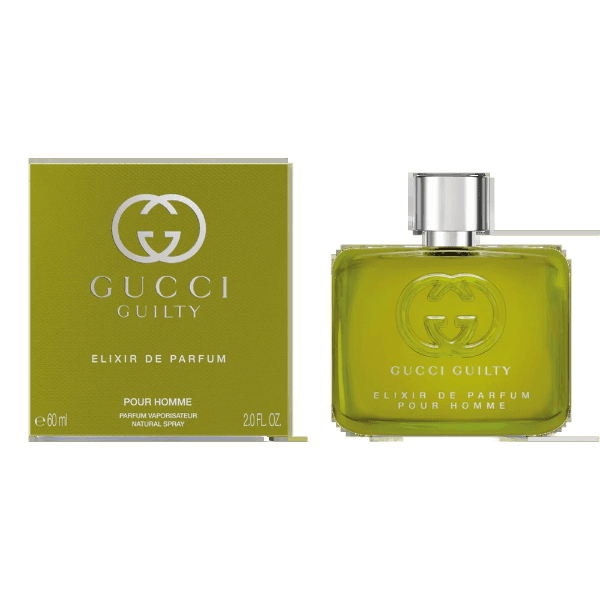 GUCCI
GUILTY
ELIXIR DE PARFUM
POUR HOMME
PARFUM VAPORISATEUR
NATURAL SPRAY
℮60 ml
2.0 FL. OZ.
GUCCI GUILTY
ELIXIR DE PARFUM
POUR HOMME